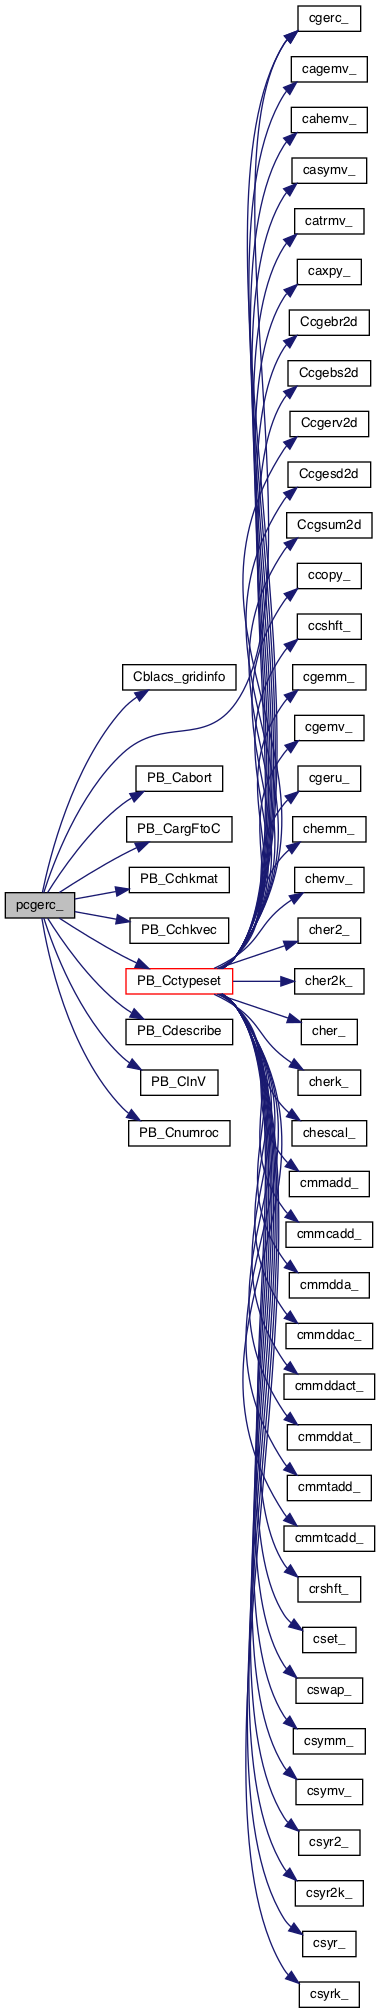 cgerc_
cagemv_
cahemv_
casymv_
catrmv_
caxpy_
Ccgebr2d
Ccgebs2d
Ccgerv2d
Ccgesd2d
Ccgsum2d
ccopy_
ccshft_
Cblacs_gridinfo
cgemm_
cgemv_
PB_Cabort
cgeru_
PB_CargFtoC
chemm_
PB_Cchkmat
chemv_
pcgerc_
PB_Cchkvec
cher2_
PB_Cctypeset
cher2k_
PB_Cdescribe
cher_
PB_CInV
cherk_
PB_Cnumroc
chescal_
cmmadd_
cmmcadd_
cmmdda_
cmmddac_
cmmddact_
cmmddat_
cmmtadd_
cmmtcadd_
crshft_
cset_
cswap_
csymm_
csymv_
csyr2_
csyr2k_
csyr_
csyrk_